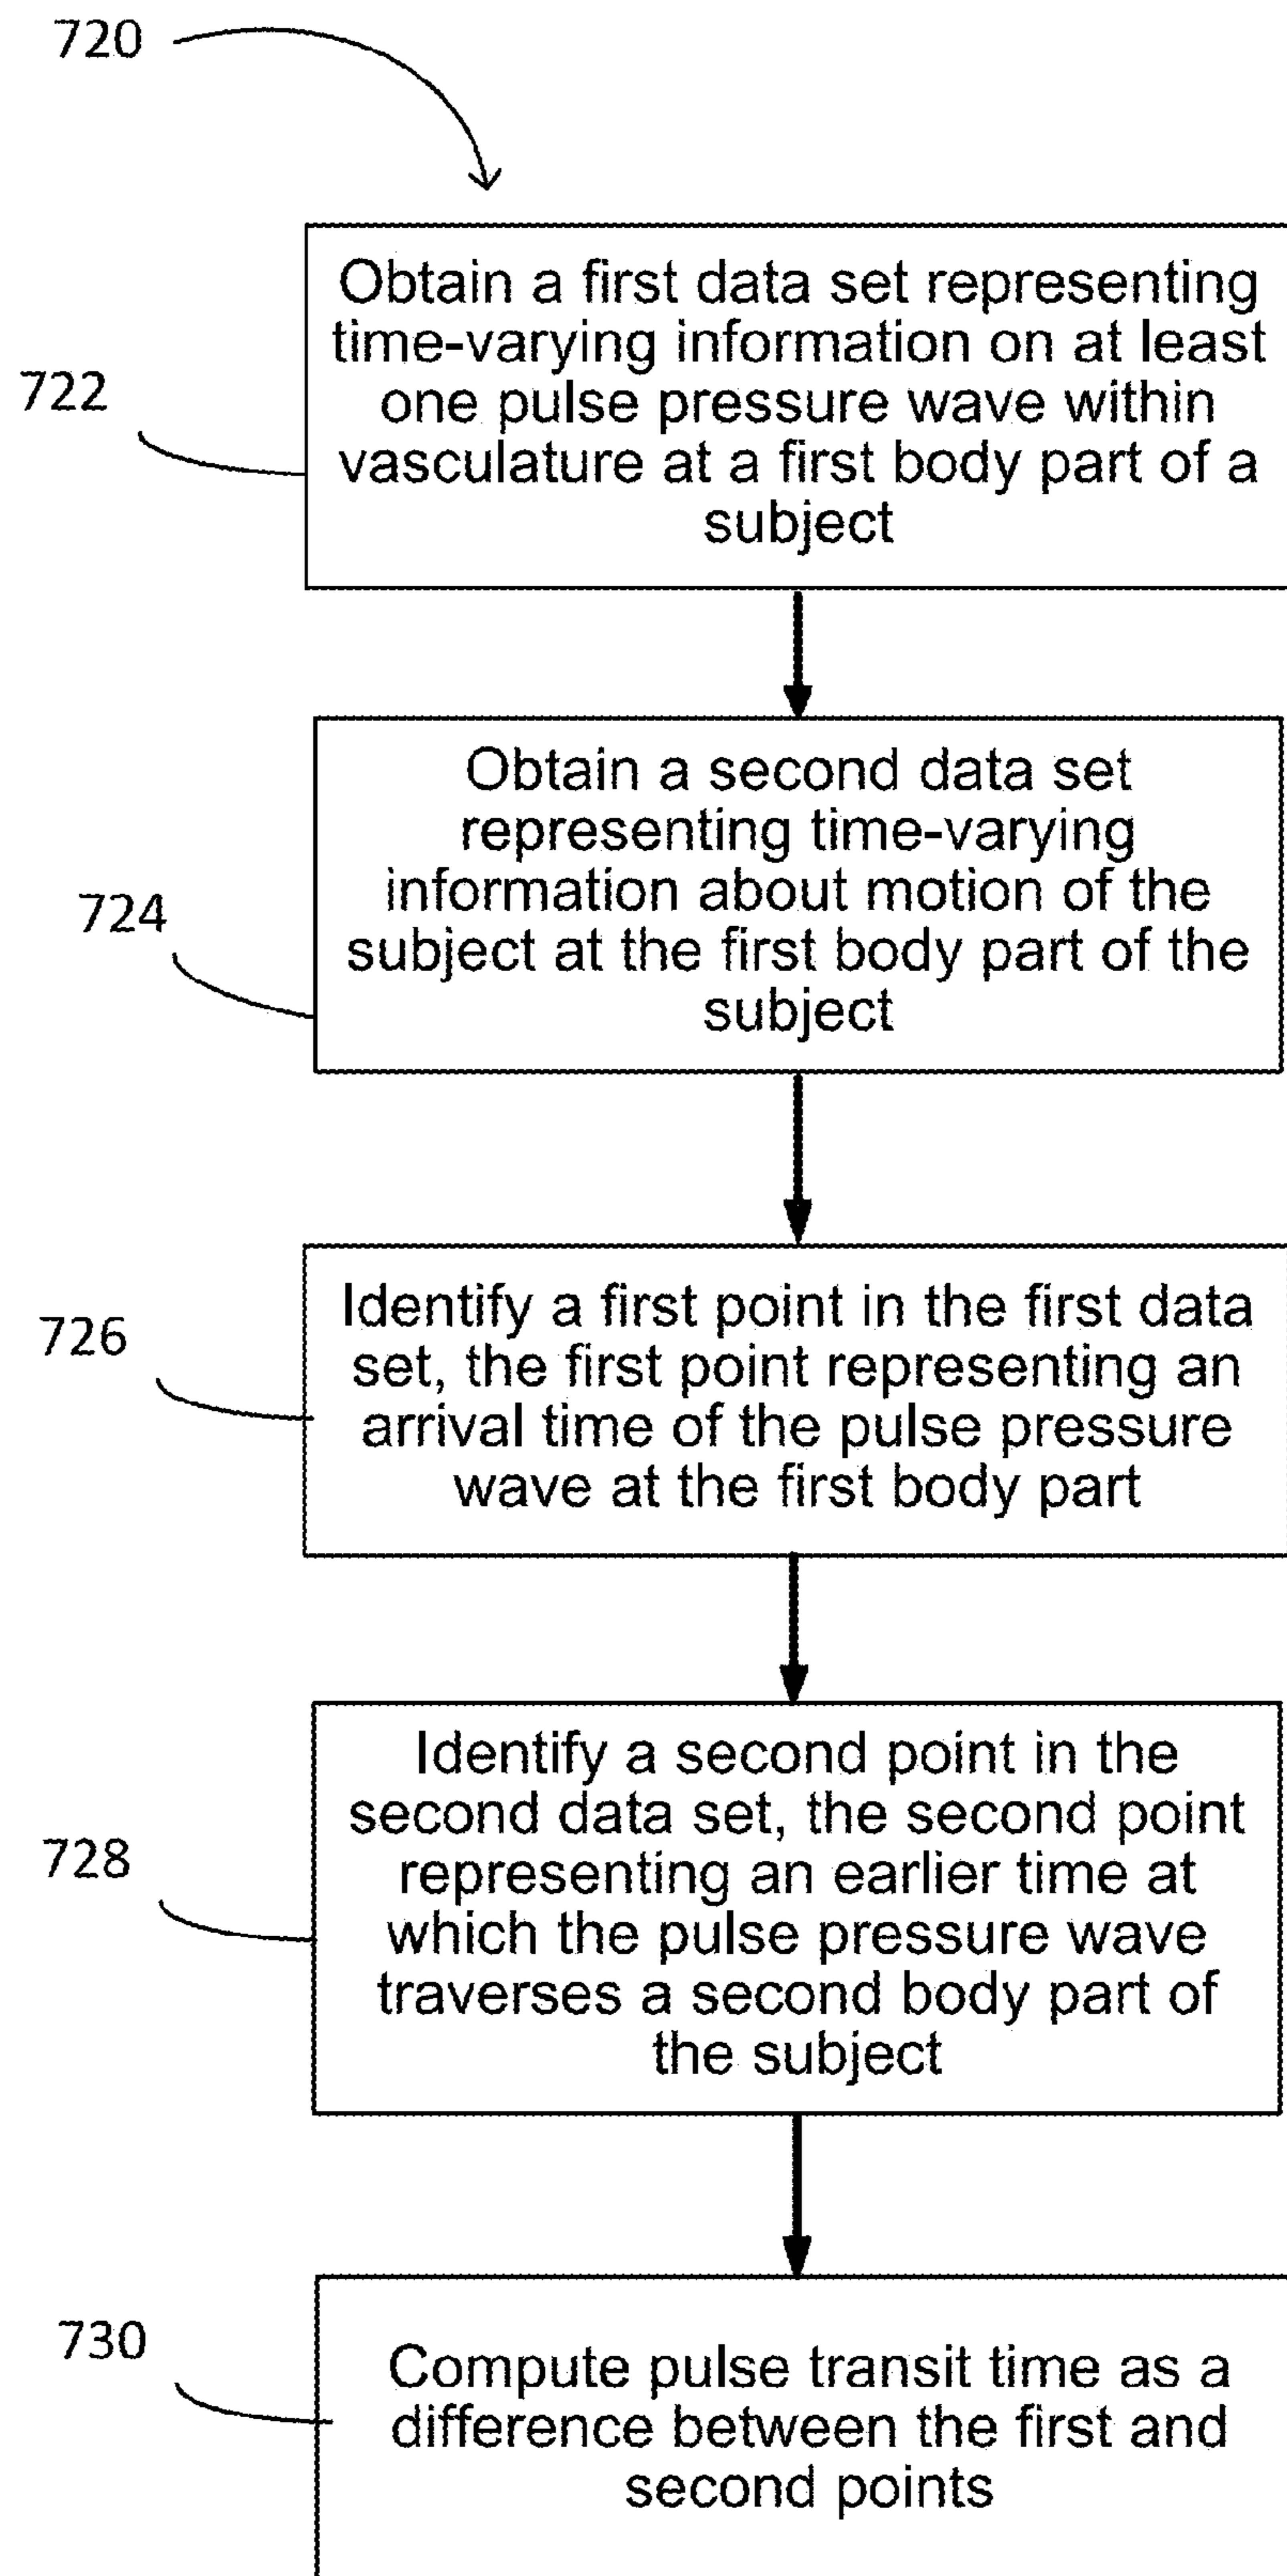 720
722
Obtain a first data set representing
time-varying information on at least
one pulse pressure wave within
vasculature at a first body part of a
subject
724
Obtain a second data set
representing time-varying
information about motion of the
subject at the first body part of the
subject
726
Identify a first point in the first data
set, the first point representing an
arrival time of the pulse pressure
wave at the first body part
728
Identify a second point in the
second data set, the second point
representing an earlier time at
which the pulse pressure wave
traverses a second body part of
the subject
730
Compute pulse transit time as a
difference between the first and
second points